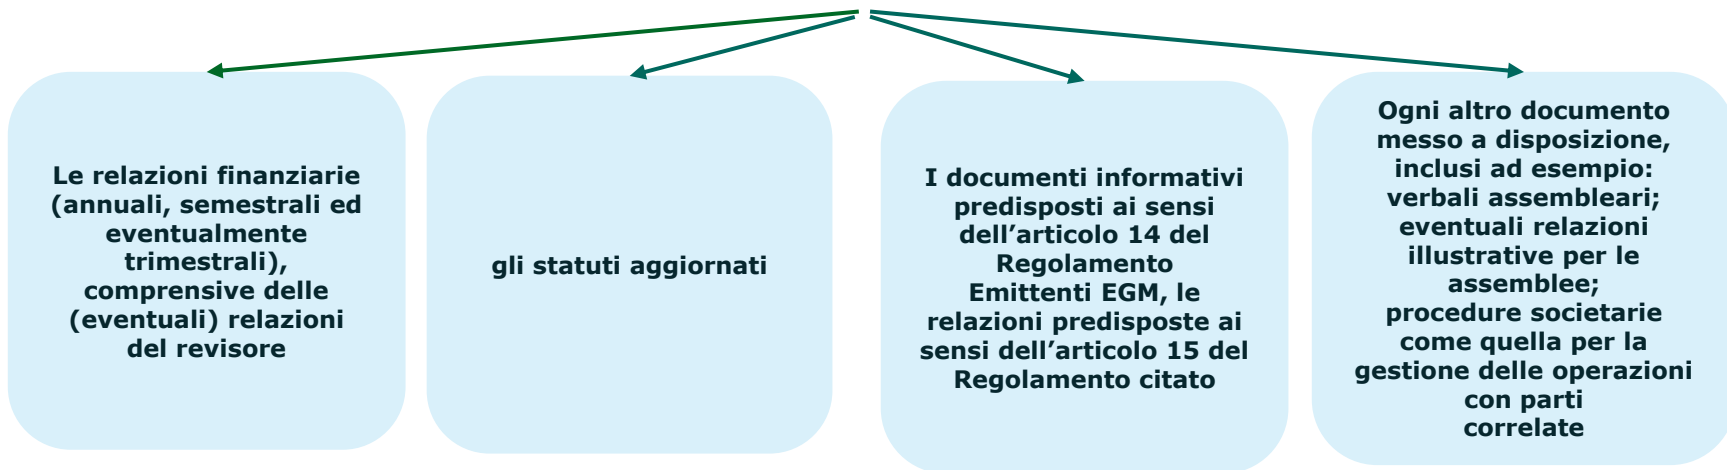 Le relazioni finanziarie
(annuali, semestrali ed
eventualmente
trimestrali),
comprensive delle
(eventuali) relazioni
del revisore
gli statuti aggiornati
I documenti informativi
predisposti ai sensi
dell’articolo 14 del
Regolamento
Emittenti EGM, le
relazioni predisposte ai
sensi dell’articolo 15 del
Regolamento citato
Ogni altro documento
messo a disposizione,
inclusi ad esempio:
verbali assembleari;
eventuali relazioni
illustrative per le
assemblee;
procedure societarie
come quella per la
gestione delle operazioni
con parti
correlate